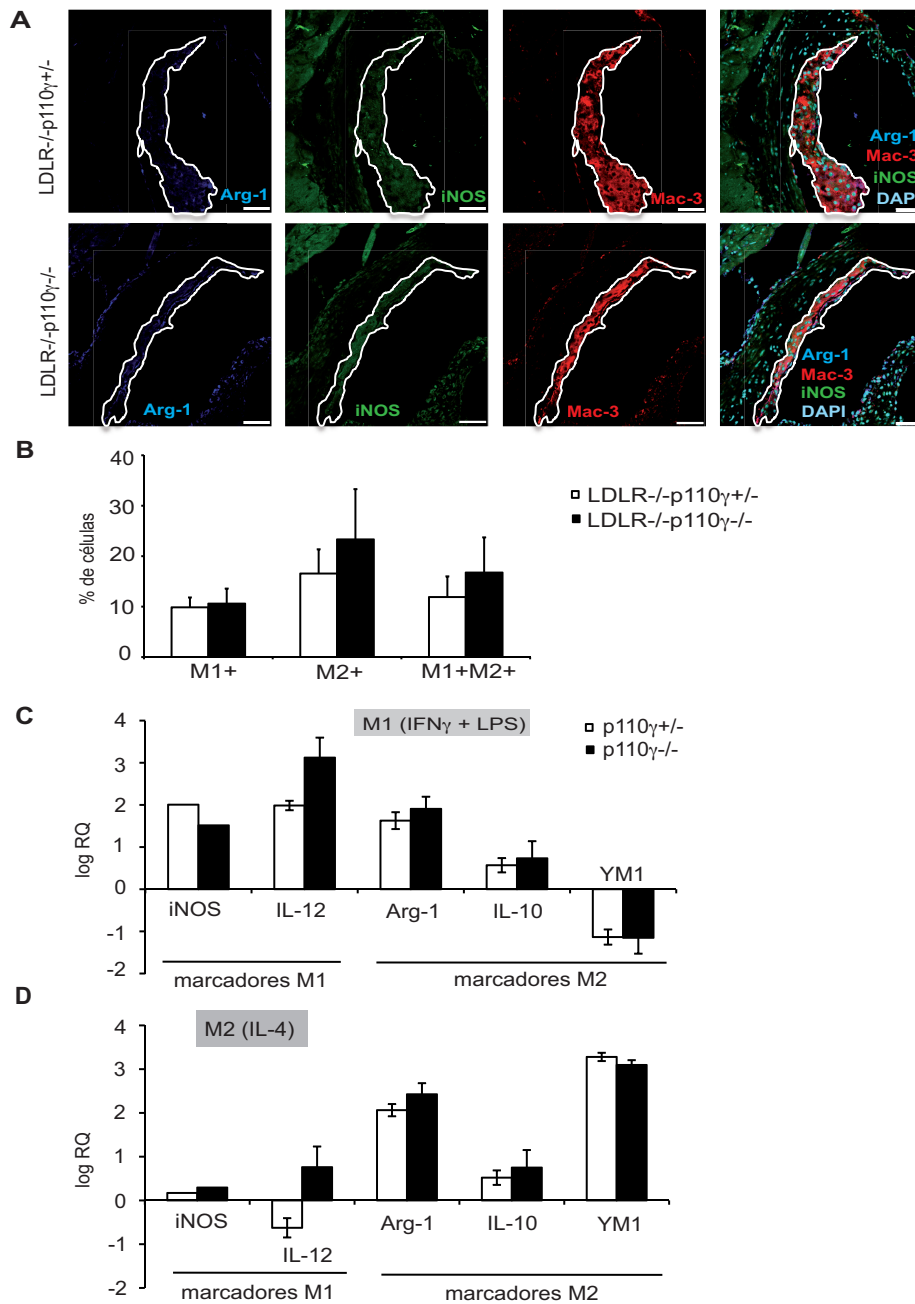 A
LDLR-/-p110γ+/-
Arg-1
iNOS
Mac-3
Arg-1
Mac-3
iNOS
DAPI
LDLR-/-p110γ-/-
Arg-1
iNOS
Mac-3
Arg-1
Mac-3
iNOS
DAPI
B
% de células
40
30
20
10
0
M1+
M2+
M1+M2+
LDLR-/-p110γ+/-
LDLR-/-p110γ-/-
C
M1 (IFNγ + LPS)
p110γ+/-
p110γ-/-
log RQ
4
3
2
1
0
-1
-2
iNOS
IL-12
Arg-1
IL-10
YM1
marcadores M1
marcadores M2
D
M2 (IL-4)
log RQ
4
3
2
1
0
-1
-2
iNOS
IL-12
Arg-1
IL-10
YM1
marcadores M1
marcadores M2